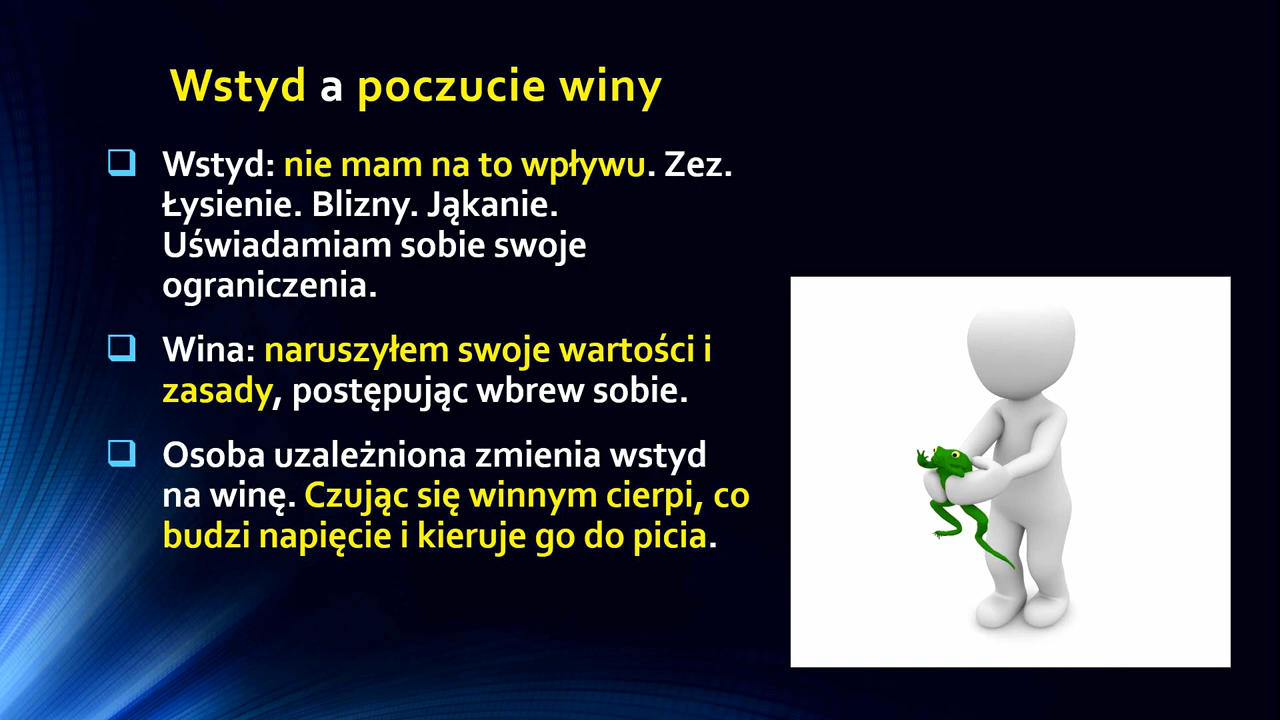 Wstyd a poczucie winy
Wstyd: nie mam na to wpływu. Zez.
Łysienie. Blizny. Jąkanie.
Uświadamiam sobie swoje
ograniczenia.
Wina: naruszyłem swoje wartości i
zasady, postępując wbrew sobie.
Osoba uzależniona zmienia wstyd
na winę. Czując się winnym cierpi, co
budzi napięcie i kieruje go do picia.